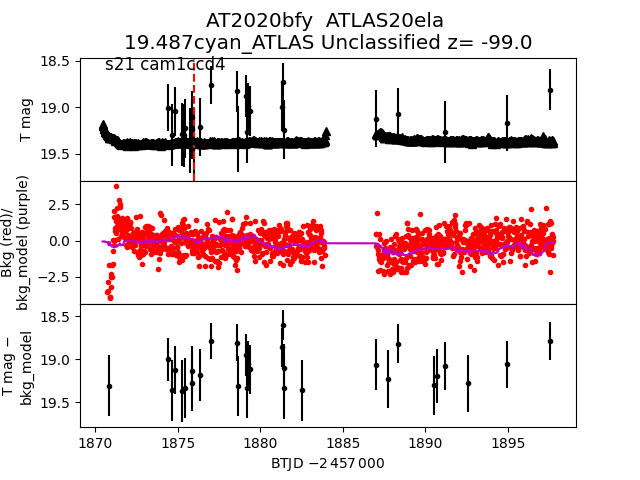 AT2020bfy  ATLAS20ela
19.487cyan_ATLAS Unclassified z= -99.0
s21 cam1ccd4
18.5
19.0
19.5
T mag
2.5
0.0
−2.5
Bkg (red)/
bkg_model (purple)
18.5
19.0
19.5
T mag −
bkg_model
1870 1875 1880 1885 1890 1895
BTJD −2 457 000